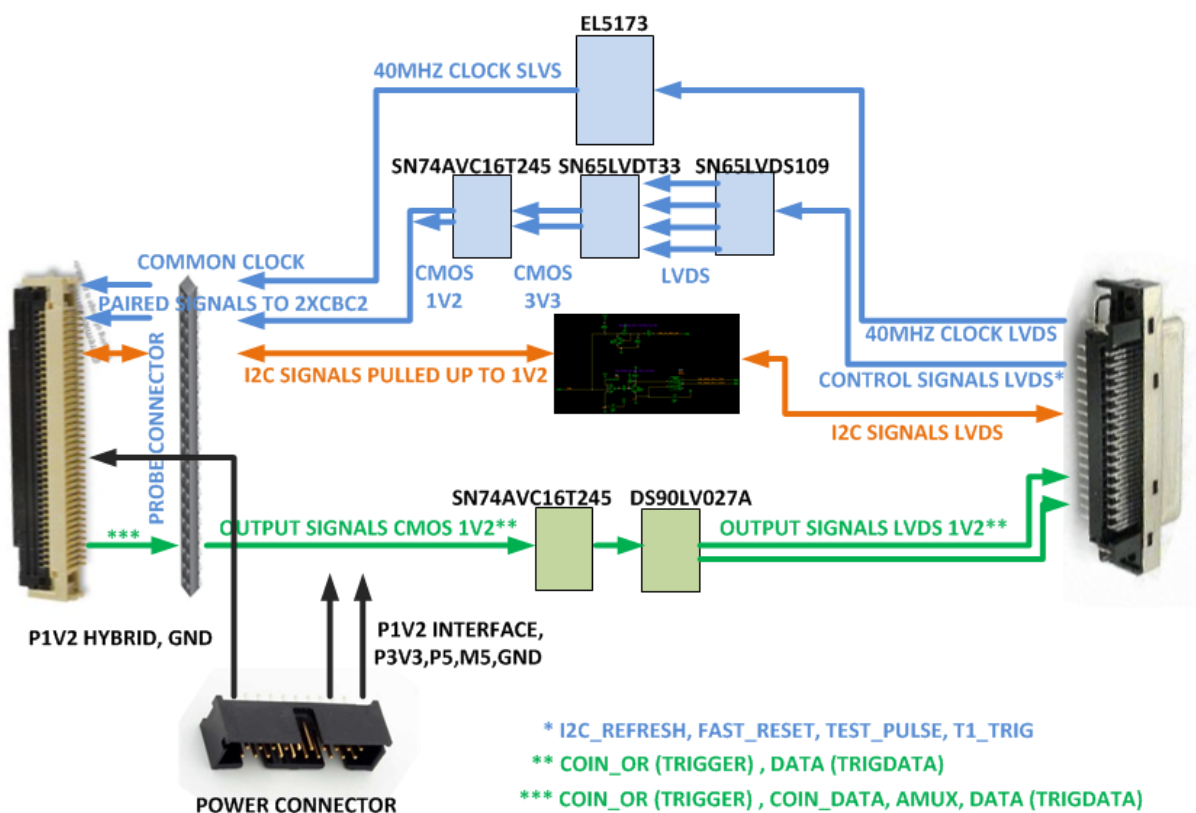 EL5173
40MHZ CLOCK SLVS
SN74AVC16T245
SN65LVDT33
SN65LVDS109
COMMON CLOCK
CMOS
1V2
CMOS
3V3
LVDS
PAIRED SIGNALS TO 2XCBC2
40MHZ CLOCK LVDS
I2C SIGNALS PULLED UP TO 1V2
CONTROL SIGNALS LVDS*
I2C SIGNALS LVDS
PROBE CONNECTOR
SN74AVC16T245
DS90LV027A
***
OUTPUT SIGNALS CMOS 1V2**
OUTPUT SIGNALS LVDS 1V2**
P1V2 HYBRID, GND
P1V2 INTERFACE,
P3V3,P5,M5,GND
POWER CONNECTOR
* I2C_REFRESH, FAST_RESET, TEST_PULSE, T1_TRIG
** COIN_OR (TRIGGER) , DATA (TRIGDATA)
*** COIN_OR (TRIGGER) , COIN_DATA, AMUX, DATA (TRIGDATA)